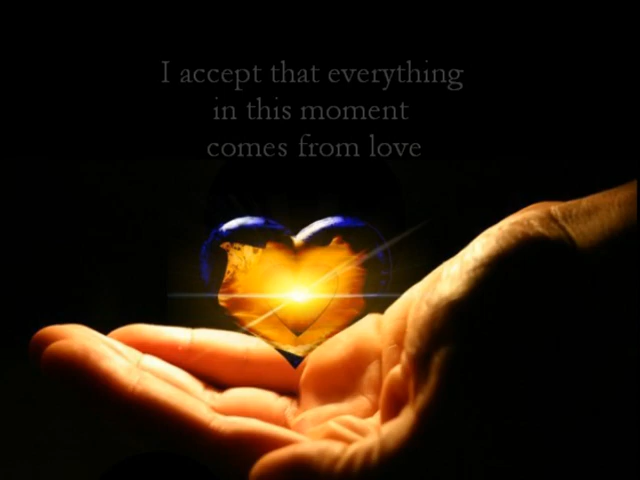 I accept that everything
in this moment
comes from love